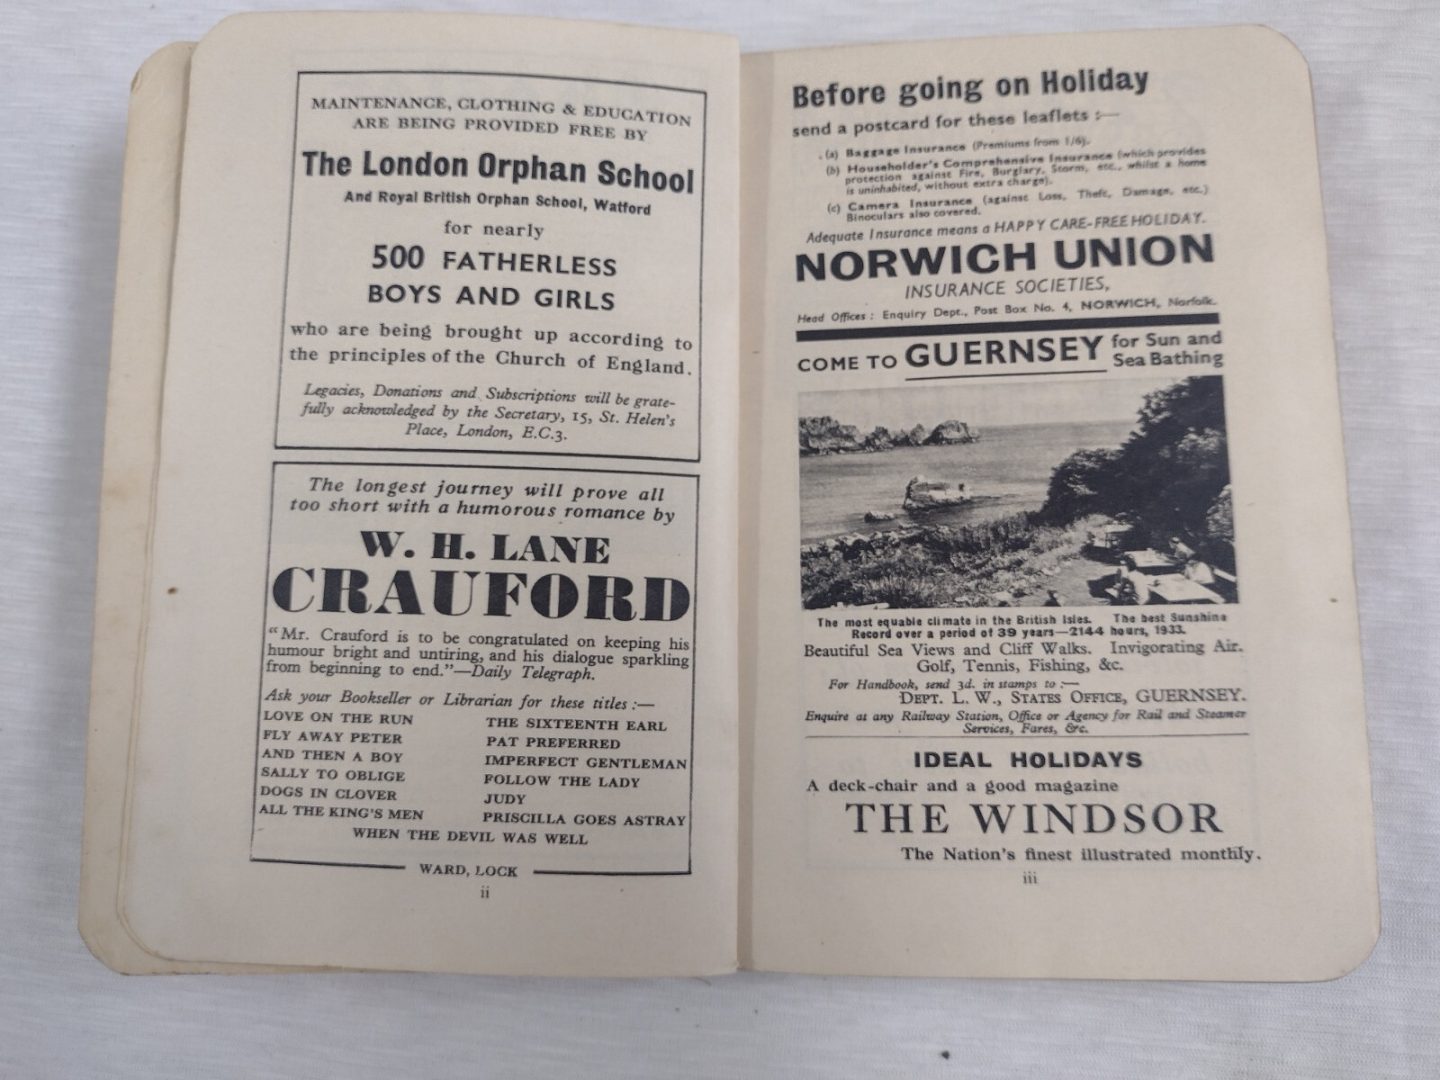 MAINTENANCE, CLOTHING & EDUCATION
ARE BEING PROVIDED FREE BY
The London Orphan School
And Royal British Orphan School, Watford
for nearly
500 FATHERLESS
BOYS AND GIRLS
who are being brought up according to
the principles of the Church of England.
Legacies, Donations and Subscriptions will be grate-
fully acknowledged by the Secretary, 15, St. Helen's
Place, London, E.C.3.
The longest journey will prove all
too short with a humorous romance by
W. H. LANE
CRAUFORD
"Mr. Crauford is to be congratulated on keeping his
humour bright and untiring, and his dialogue sparkling
from beginning to end."—Daily Telegraph.
Ask your Bookseller or Librarian for these titles :—
LOVE ON THE RUN
FLY AWAY PETER
AND THEN A BOY
SALLY TO OBLIGE
DOGS IN CLOVER
ALL THE KING'S MEN
THE SIXTEENTH EARL
PAT PREFERRED
IMPERFECT GENTLEMAN
FOLLOW THE LADY
JUDY
PRISCILLA GOES ASTRAY
WHEN THE DEVIL WAS WELL
WARD, LOCK
ii
Before going on Holiday
send a postcard for these leaflets :—
(a) Baggage Insurance (Premiums from 1/6).
(b) Householder's Comprehensive Insurance (which provides
protection against Fire, Burglary, Storm, etc., whilst a home
is uninhabited, without extra charge).
(c) Camera Insurance (against Loss, Theft, Damage, etc.)
Binoculars also covered.
Adequate Insurance means a HAPPY CARE-FREE HOLIDAY.
NORWICH UNION
INSURANCE SOCIETIES,
Head Offices : Enquiry Dept., Post Box No. 4, NORWICH, Norfolk.
COME TO GUERNSEY for Sun and
Sea Bathing
The most equable climate in the British Isles. The best Sunshine
Record over a period of 39 years—2144 hours, 1933.
Beautiful Sea Views and Cliff Walks. Invigorating Air.
Golf, Tennis, Fishing, &c.
For Handbook, send 3d. in stamps to :—
DEPT. L. W., STATES OFFICE, GUERNSEY.
Enquire at any Railway Station, Office or Agency for Rail and Steamer
Services, Fares, &c.
IDEAL HOLIDAYS
A deck-chair and a good magazine
THE WINDSOR
The Nation's finest illustrated monthly.
iii